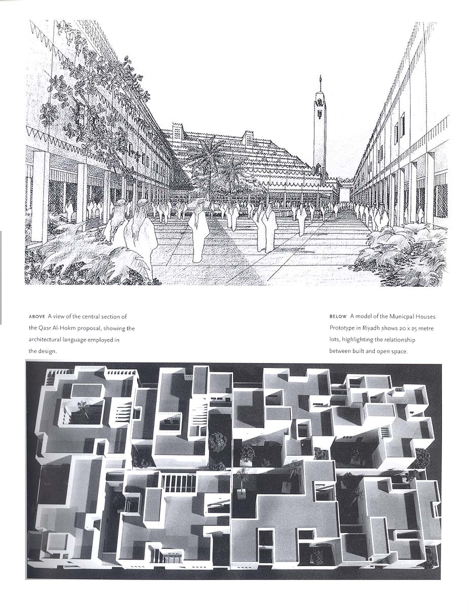 ABOVE A view of the central section of
the Qasr Al-Hokm proposal, showing the
architectural language employed in
the design.
BELOW A model of the Municpal Houses
Prototype in Riyadh shows 20 x 25 metre
lots, highlighting the relationship
between built and open space.